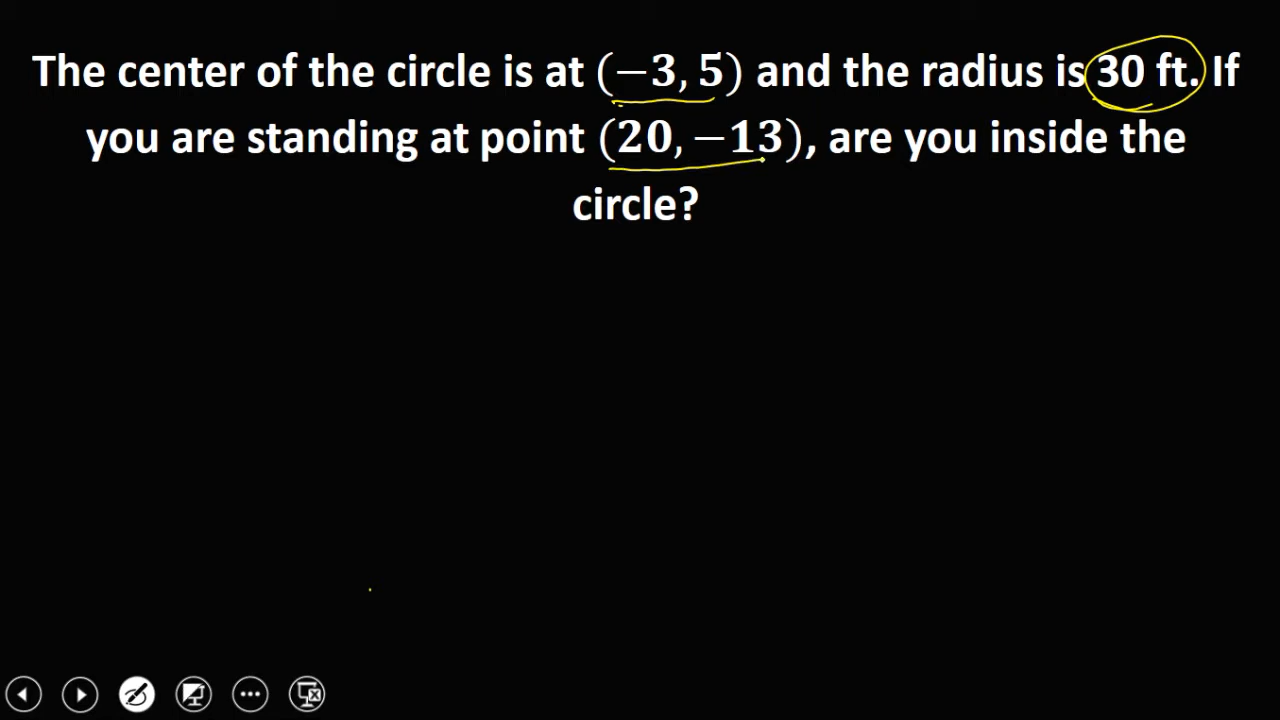 The center of the circle is at (−3, 5) and the radius is 30 ft. If
you are standing at point (20, −13), are you inside the
circle?